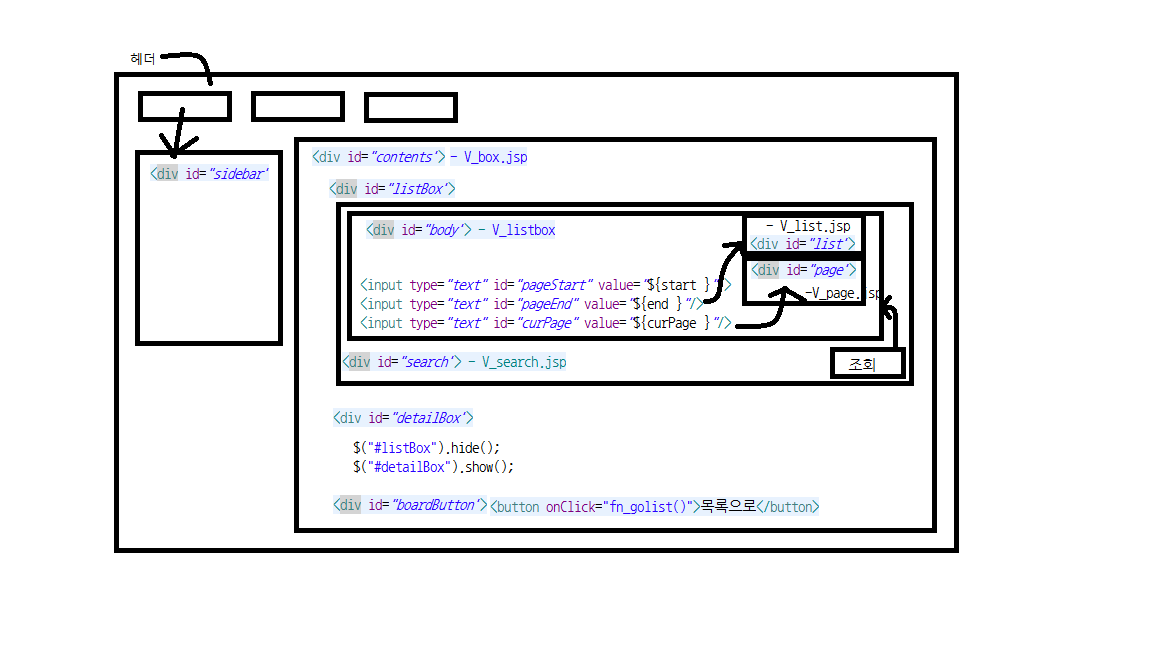 헤더
<div id="sidebar"
<div id="contents"> - V_box.jsp
<div id="listBox">
<div id="body"> - V_listbox
- V_list.jsp
<div id="list">
<div id="page">
-V_page.jsp
<input type="text" id="pageStart" value="${start }"/>
<input type="text" id="pageEnd" value="${end }"/>
<input type="text" id="curPage" value="${curPage }"/>
<div id="search"> - V_search.jsp
조회
<div id="detailBox">
$("#listBox").hide();
$("#detailBox").show();
<div id="boardButton"> <button onClick="fn_golist()">목록으로</button>